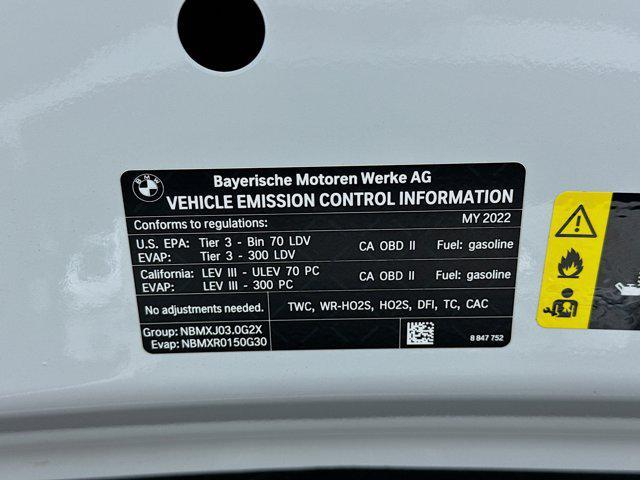 BMW
Bayerische Motoren Werke AG
VEHICLE EMISSION CONTROL INFORMATION
Conforms to regulations: MY 2022
U.S. EPA: Tier 3 - Bin 70 LDV CA OBD II Fuel: gasoline
EVAP: Tier 3 - 300 LDV
California: LEV III - ULEV 70 PC CA OBD II Fuel: gasoline
EVAP: LEV III - 300 PC
No adjustments needed. TWC, WR-HO2S, HO2S, DFI, TC, CAC
Group: NBMXJ03.0G2X
Evap: NBMXR0150G30
8 847 752